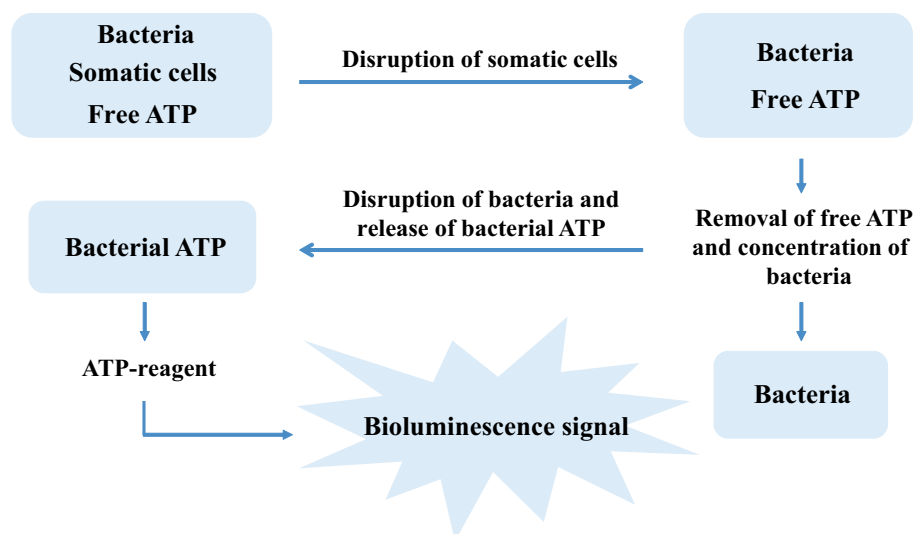 Bacteria
Somatic cells
Free ATP
Disruption of somatic cells
Bacteria
Free ATP
Removal of free ATP
and concentration of
bacteria
Bacteria
Disruption of bacteria and
release of bacterial ATP
Bacterial ATP
ATP-reagent
Bioluminescence signal